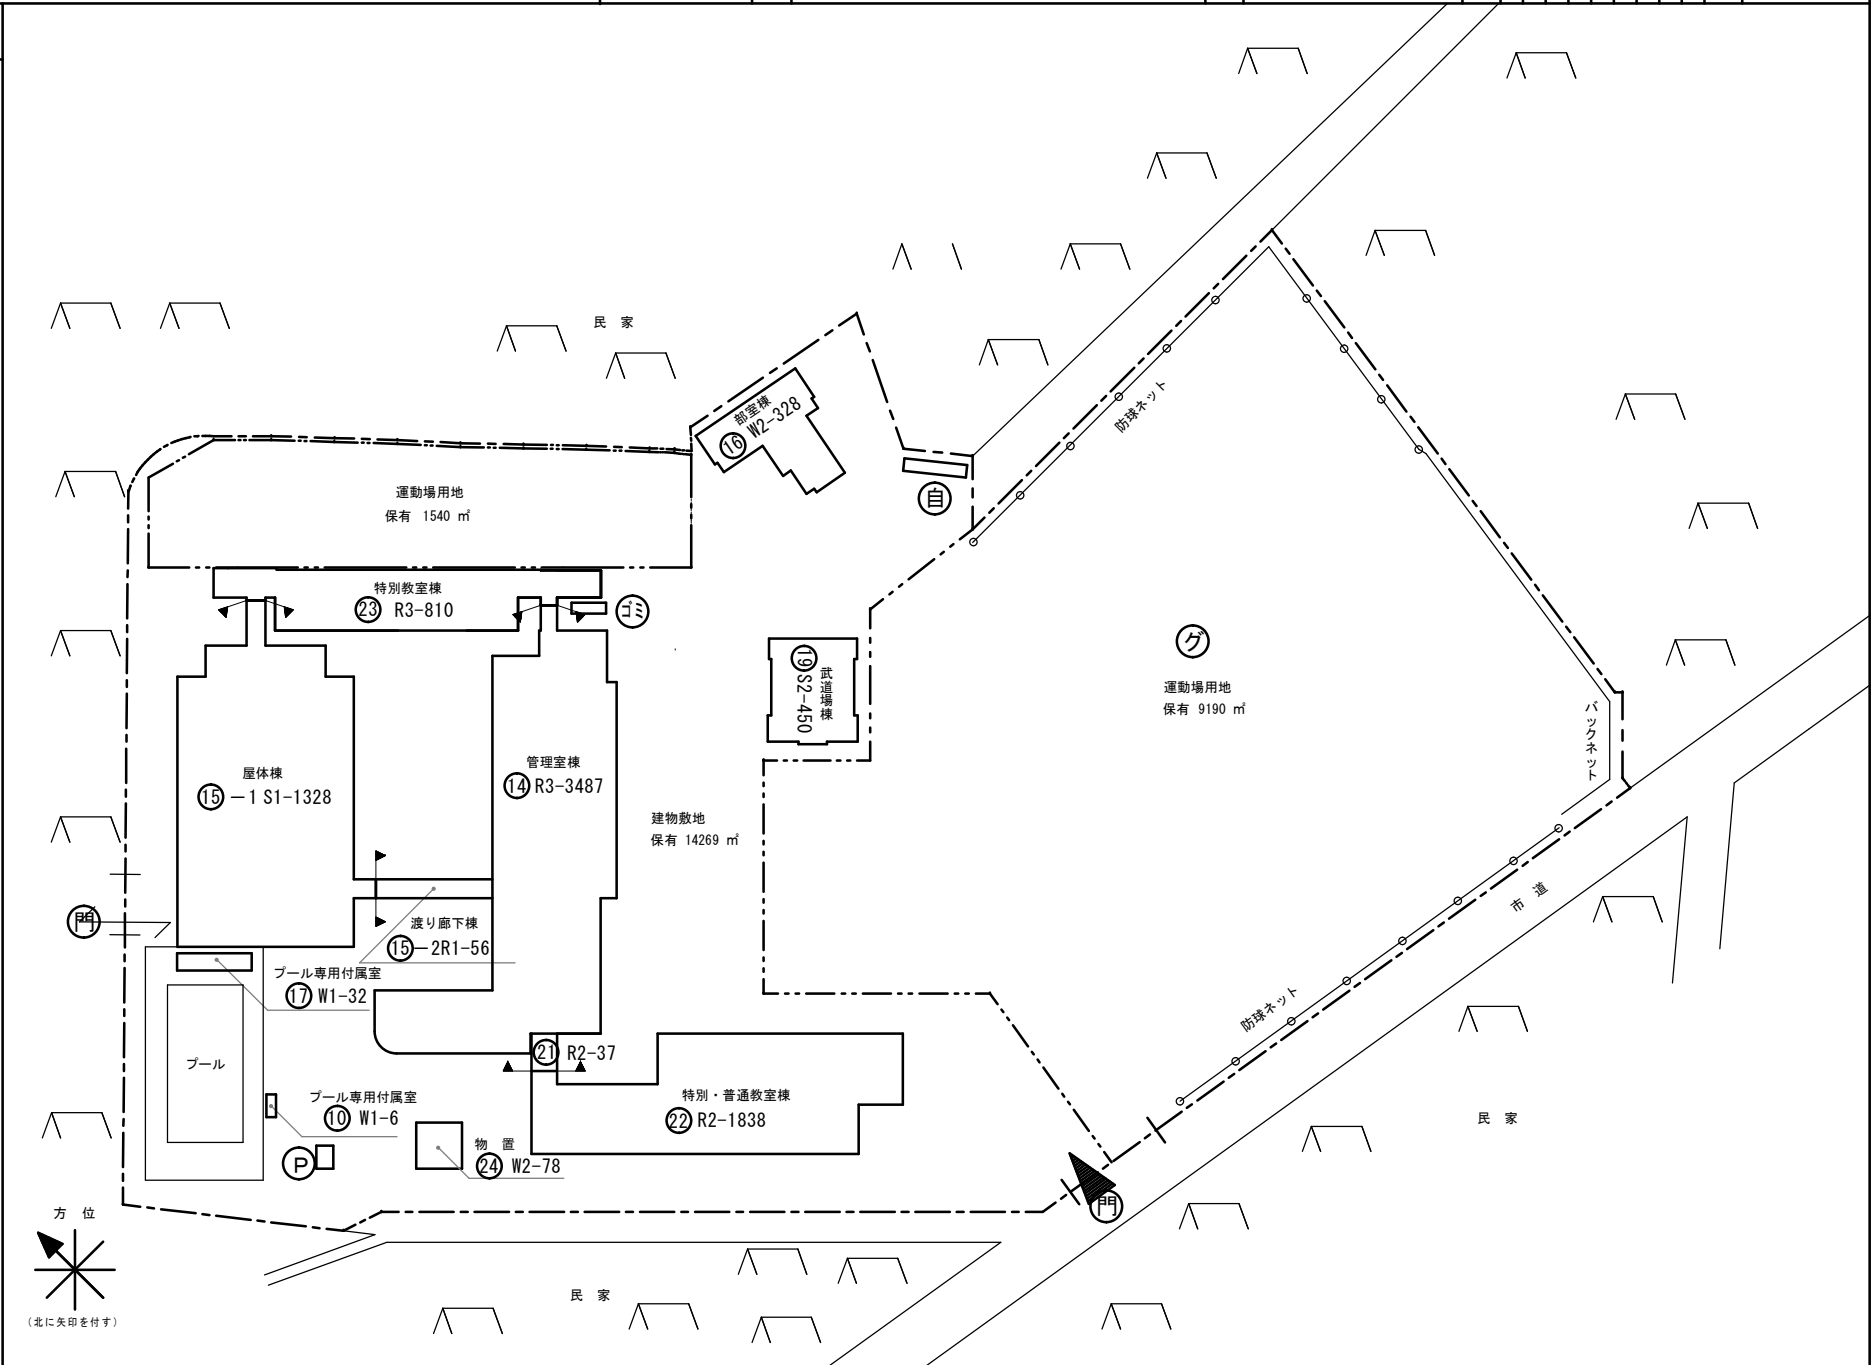 民 家
部室棟
⑯ W2-328
自
防球ネット
運動場用地
保有 1540 ㎡
特別教室棟
㉓ R3-810
ゴミ
⑲ S2-450
武道場棟
グ
運動場用地
保有 9190 ㎡
バックネット
屋体棟
⑮－1 S1-1328
管理室棟
⑭ R3-3487
建物敷地
保有 14269 ㎡
門
渡り廊下棟
⑮－2R1-56
プール専用付属室
⑰ W1-32
市 道
防球ネット
プール
㉑ R2-37
プール専用付属室
⑩ W1-6
特別・普通教室棟
㉒ R2-1838
民 家
P
物 置
㉔ W2-78
門
方 位
(北に矢印を付す)
民 家